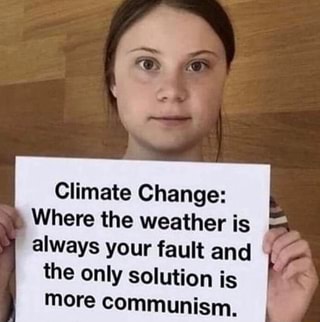 Climate Change:
Where the weather is
always your fault and
the only solution is
more communism.